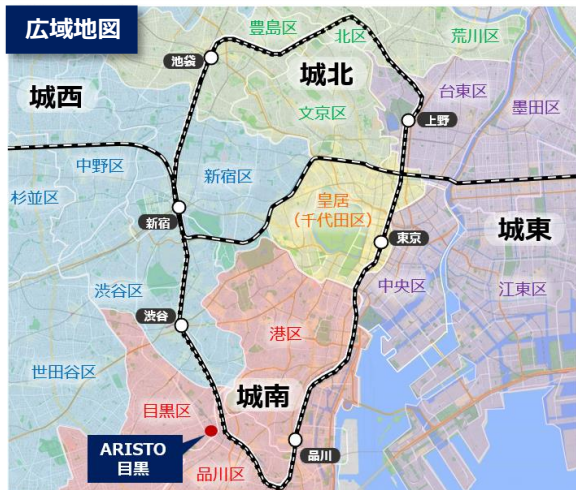 広域地図
豊島区
北区
荒川区
池袋
城北
城西
台東区
墨田区
文京区
上野
中野区
新宿区
杉並区
皇居
(千代田区)
新宿
城東
東京
渋谷区
中央区
江東区
渋谷
港区
世田谷区
城南
目黒区
ARISTO
目黒
品川
品川区